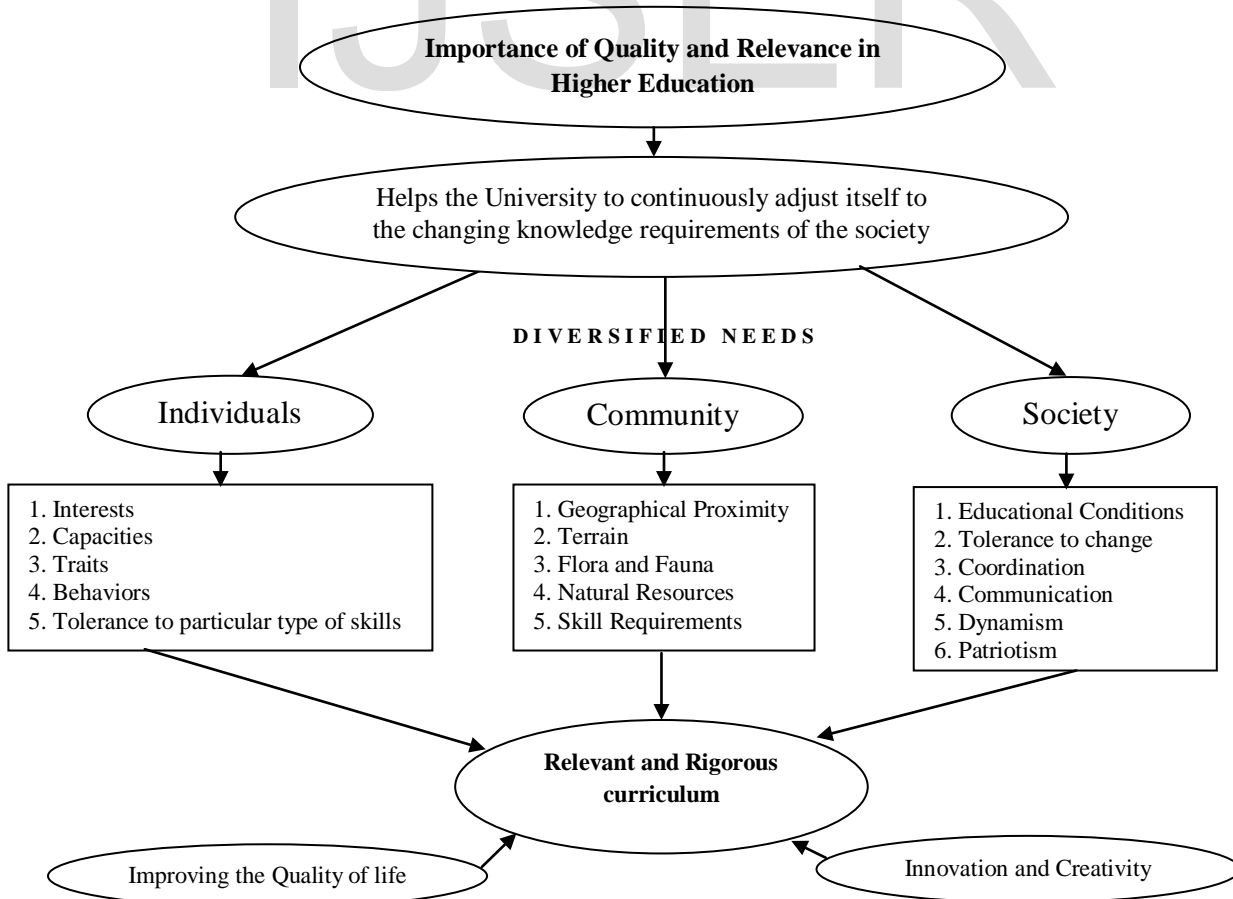 IJSER
Importance of Quality and Relevance in
Higher Education
Helps the University to continuously adjust itself to
the changing knowledge requirements of the society
DIVERSIFIED NEEDS
Individuals
Community
Society
1. Interests
2. Capacities
3. Traits
4. Behaviors
5. Tolerance to particular type of skills
1. Geographical Proximity
2. Terrain
3. Flora and Fauna
4. Natural Resources
5. Skill Requirements
1. Educational Conditions
2. Tolerance to change
3. Coordination
4. Communication
5. Dynamism
6. Patriotism
Relevant and Rigorous
curriculum
Improving the Quality of life
Innovation and Creativity